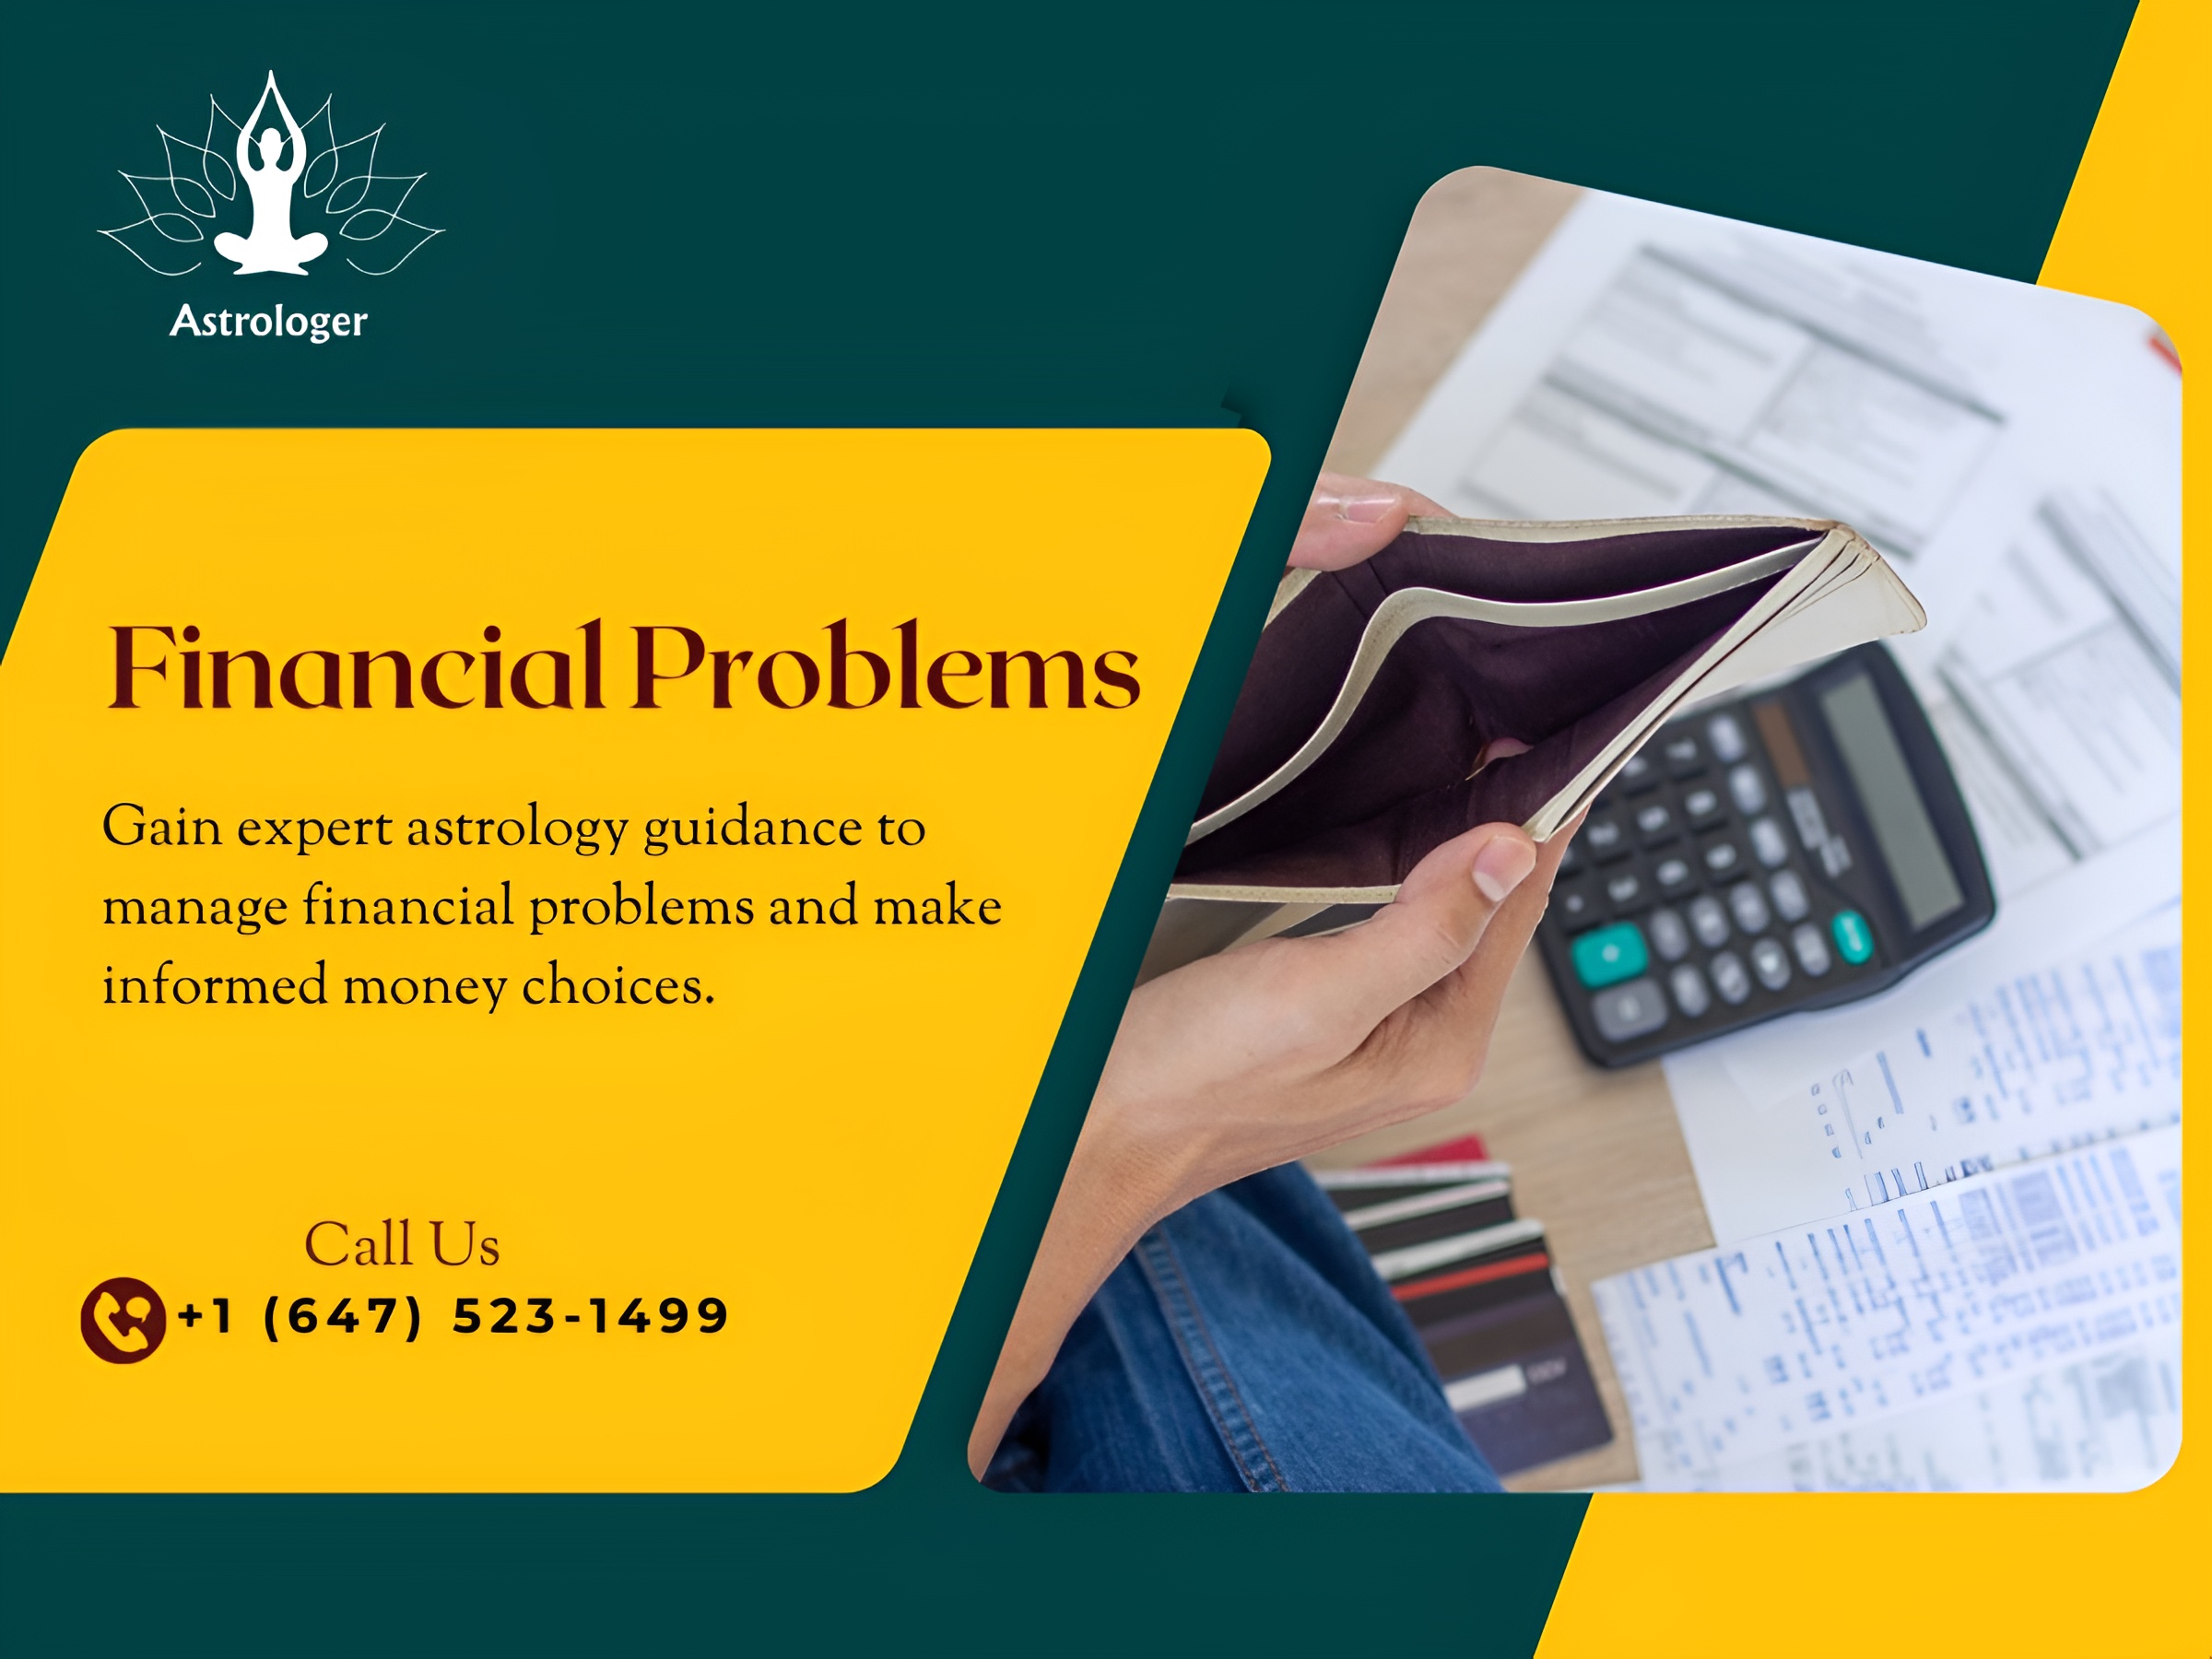 Astrologer
Financial Problems
Gain expert astrology guidance to
manage financial problems and make
informed money choices.
Call Us
+1 (647) 523-1499